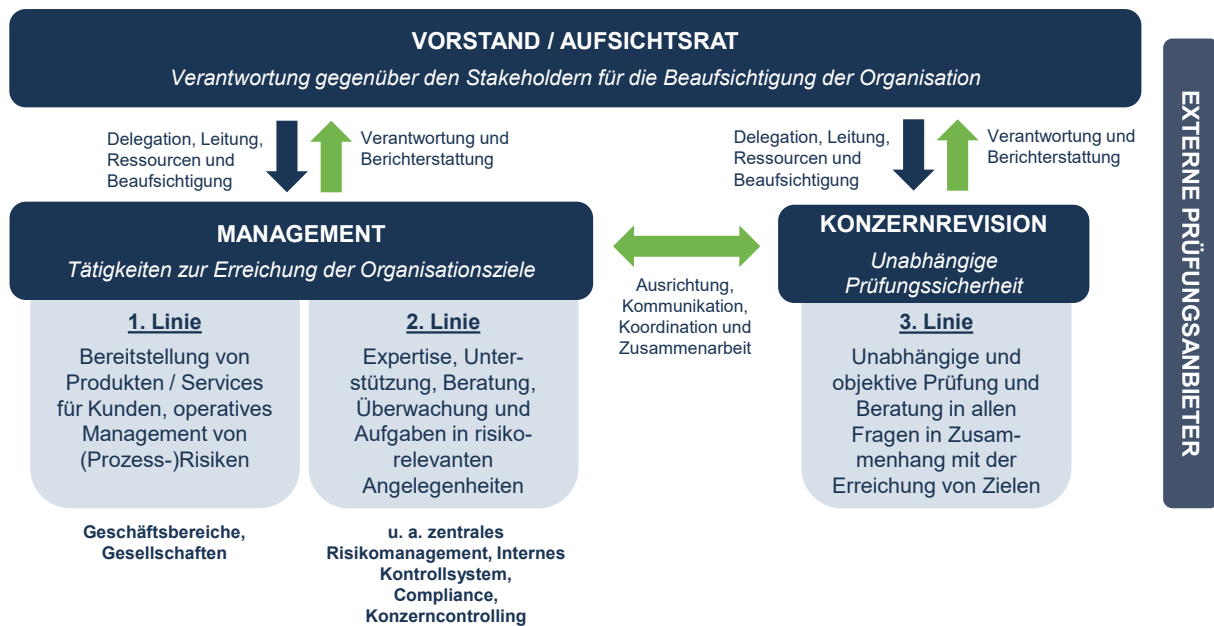 VORSTAND / AUFSICHTSRAT
Verantwortung gegenüber den Stakeholdern für die Beaufsichtigung der Organisation
Delegation, Leitung,
Ressourcen und
Beaufsichtigung
Verantwortung und
Berichterstattung
Delegation, Leitung,
Ressourcen und
Beaufsichtigung
Verantwortung und
Berichterstattung
MANAGEMENT
Tätigkeiten zur Erreichung der Organisationsziele
Ausrichtung,
Kommunikation,
Koordination und
Zusammenarbeit
KONZERNREVISION
Unabhängige
Prüfungssicherheit
1. Linie
Bereitstellung von
Produkten / Services
für Kunden, operatives
Management von
(Prozess-)Risiken
2. Linie
Expertise, Unter-
stützung, Beratung,
Überwachung und
Aufgaben in risiko-
relevanten
Angelegenheiten
3. Linie
Unabhängige und
objektive Prüfung und
Beratung in allen
Fragen in Zusam-
menhang mit der
Erreichung von Zielen
Geschäftsbereiche,
Gesellschaften
u. a. zentrales
Risikomanagement, Internes
Kontrollsystem,
Compliance,
Konzerncontrolling
EXTERNE PRÜFUNGSANBIETER